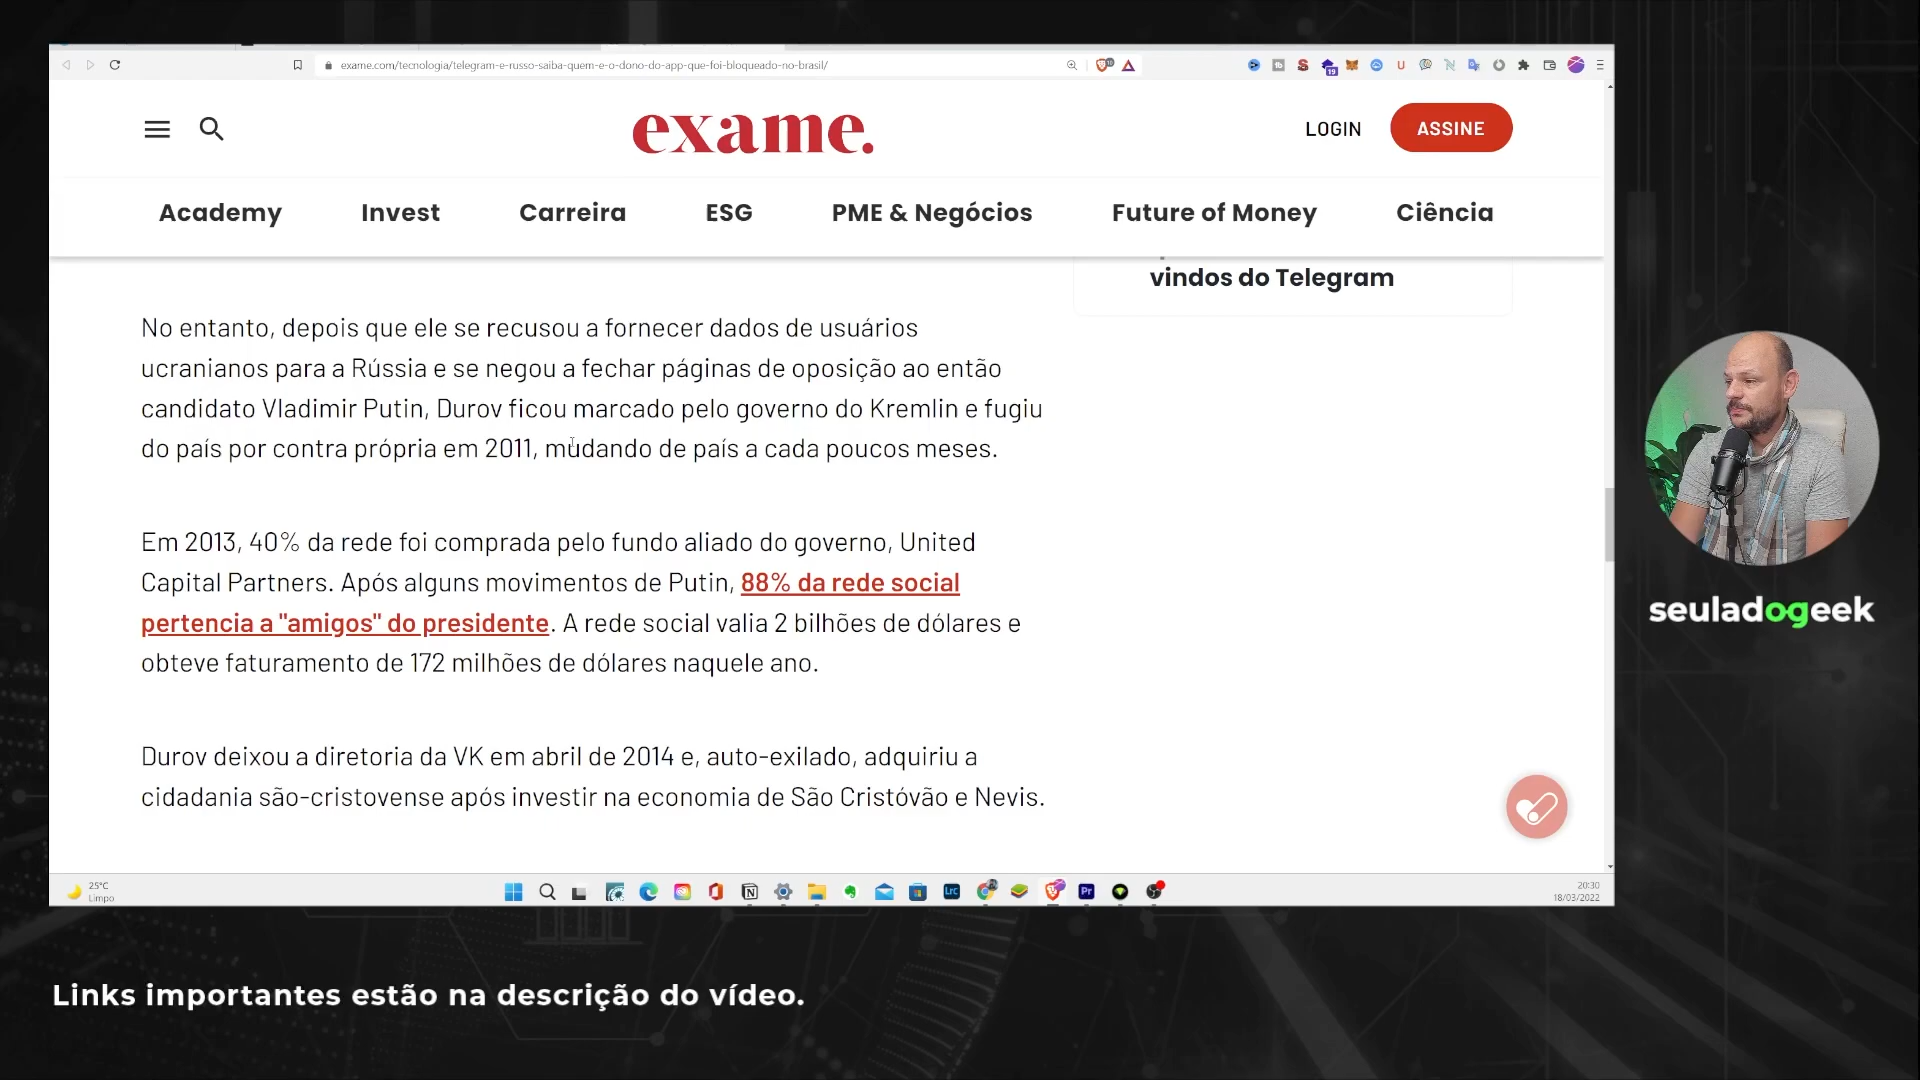 exame.com/tecnologia/telegram-e-russo-saiba-quem-e-o-dono-do-app-que-foi-bloqueado-no-brasil/
exame.
LOGIN
ASSINE
Academy
Invest
Carreira
ESG
PME & Negócios
Future of Money
Ciência
vindos do Telegram
No entanto, depois que ele se recusou a fornecer dados de usuários
ucranianos para a Rússia e se negou a fechar páginas de oposição ao então
candidato Vladimir Putin, Durov ficou marcado pelo governo do Kremlin e fugiu
do país por contra própria em 2011, mudando de país a cada poucos meses.
Em 2013, 40% da rede foi comprada pelo fundo aliado do governo, United
Capital Partners. Após alguns movimentos de Putin, 88% da rede social
pertencia a "amigos" do presidente. A rede social valia 2 bilhões de dólares e
obteve faturamento de 172 milhões de dólares naquele ano.
Durov deixou a diretoria da VK em abril de 2014 e, auto-exilado, adquiriu a
cidadania são-cristovense após investir na economia de São Cristóvão e Nevis.
seuladogeek
25°C
Limpo
Lrc
Pr
20:30
18/03/2022
Links importantes estão na descrição do vídeo.